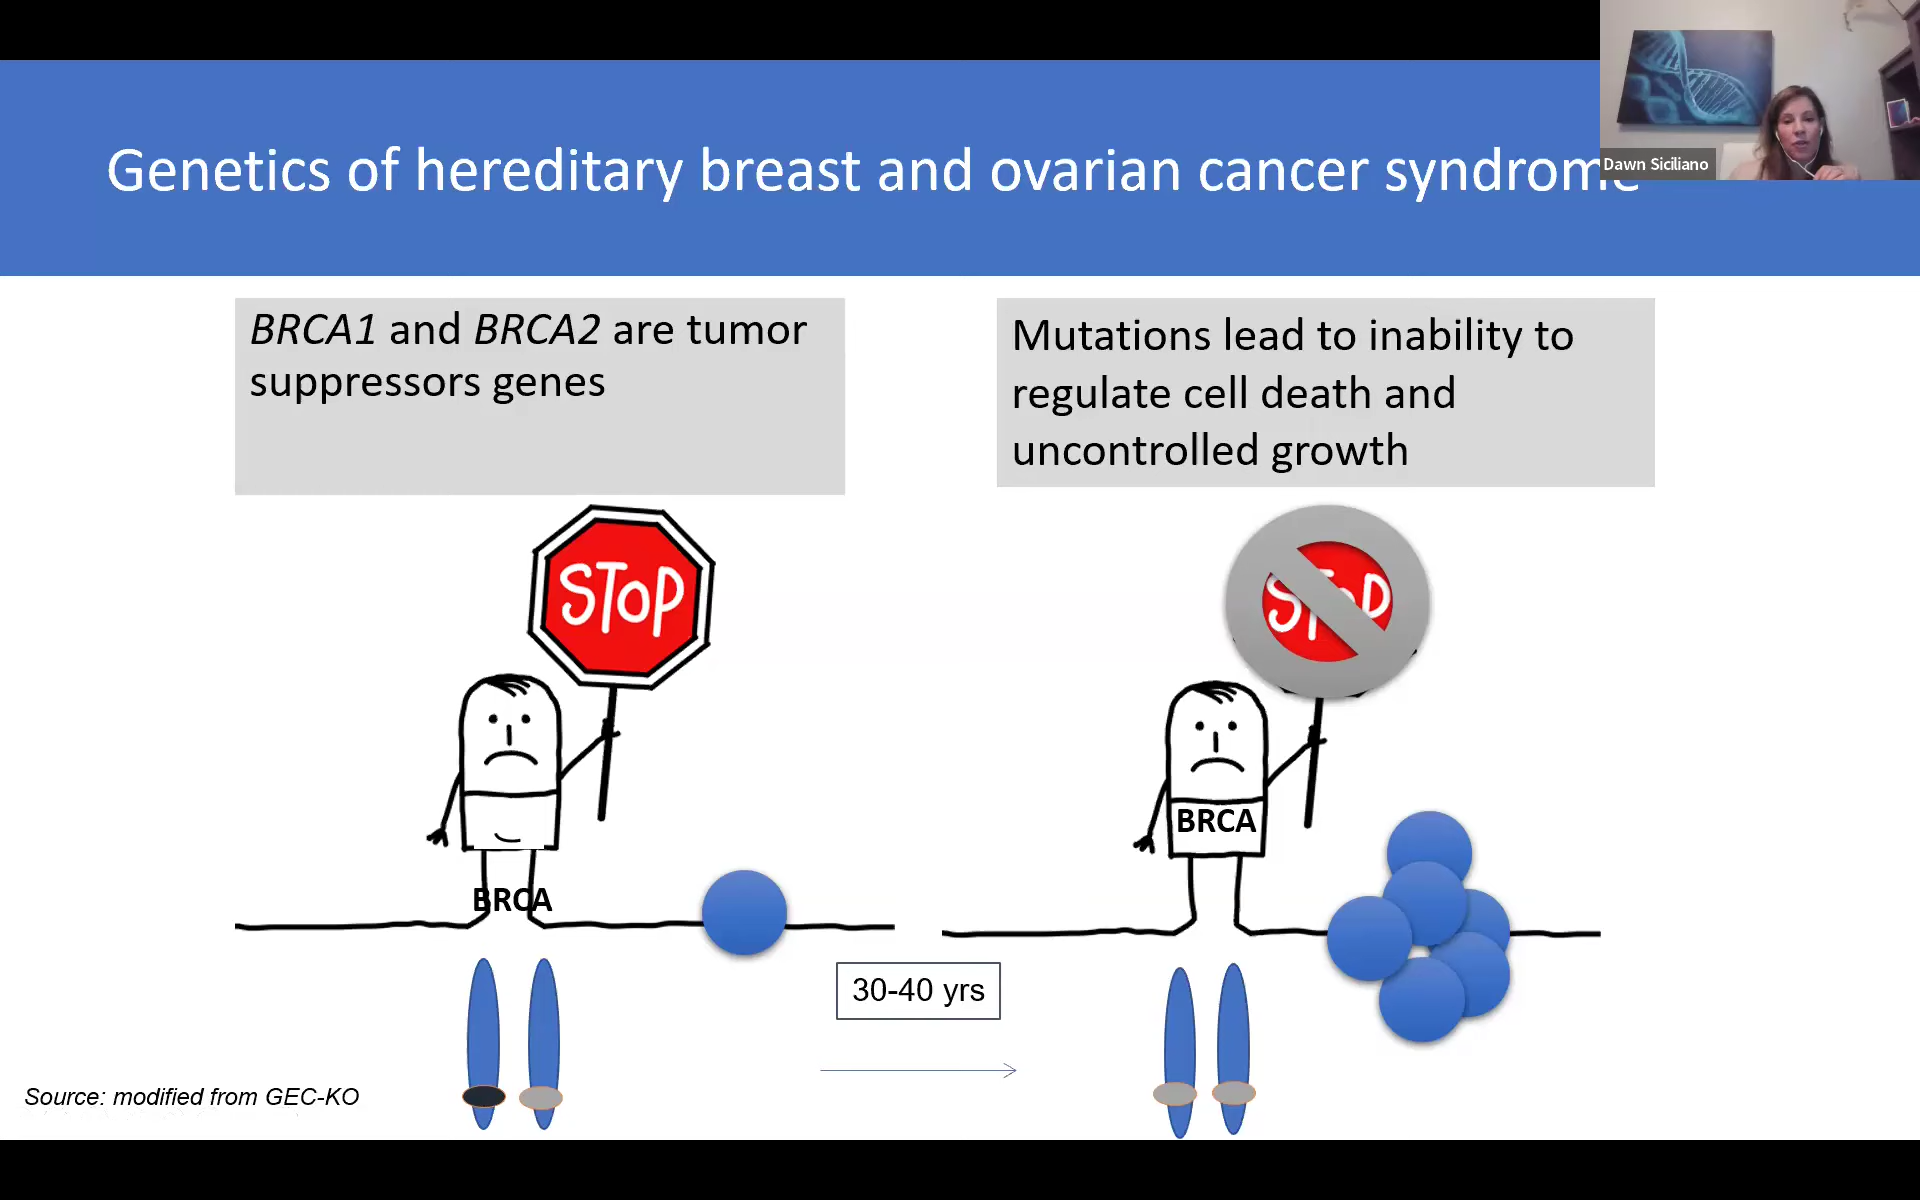 Genetics of hereditary breast and ovarian cancer syndrome
Dawn Siciliano
BRCA1 and BRCA2 are tumor
suppressors genes
Mutations lead to inability to
regulate cell death and
uncontrolled growth
STOP
STOP
BRCA
BRCA
30-40 yrs
Source: modified from GEC-KO